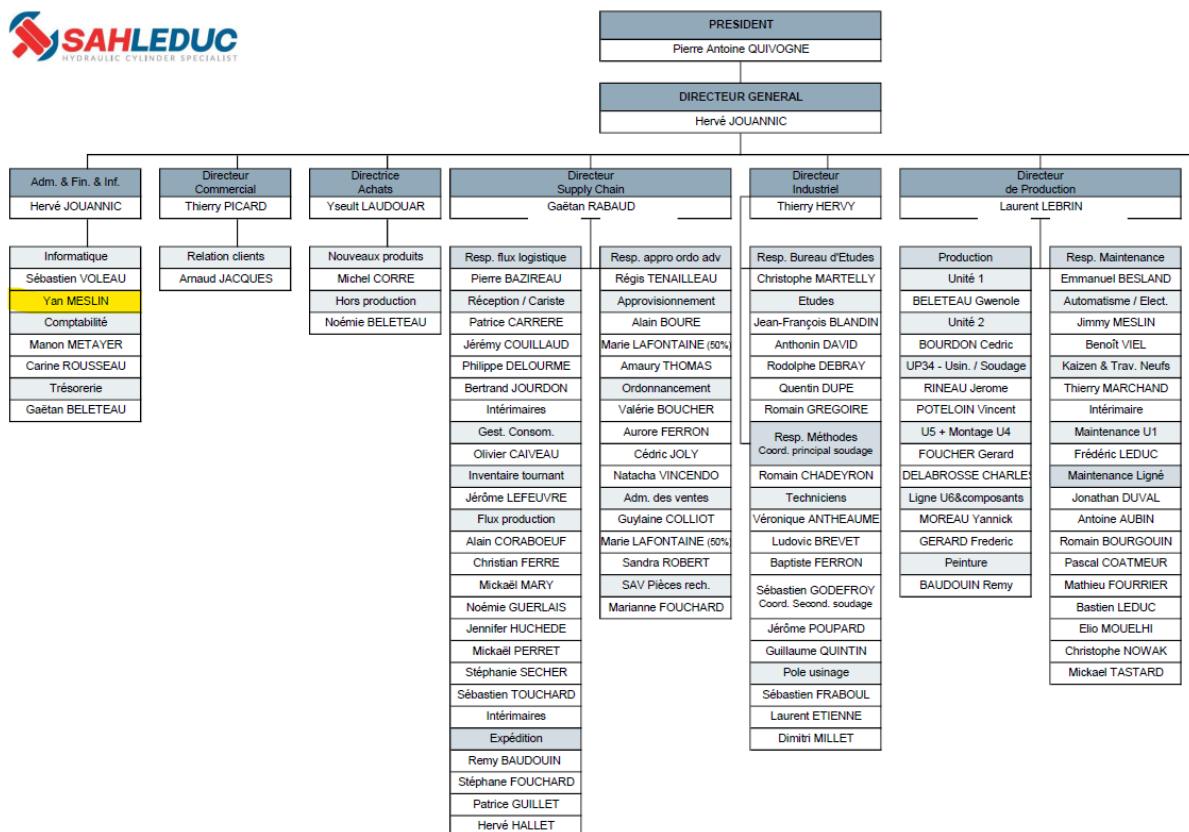 SAHLEDUC
HYDRAULIC CYLINDER SPECIALIST
PRESIDENT
Pierre Antoine QUIVOGNE
DIRECTEUR GENERAL
Hervé JOUANNIC
Adm. & Fin. & Inf.
Hervé JOUANNIC
Informatique
Sébastien VOLEAU
Yan MESLIN
Comptabilité
Manon METAYER
Carine ROUSSEAU
Trésorerie
Gaëtan BELETEAU
Directeur
Commercial
Thierry PICARD
Relation clients
Arnaud JACQUES
Directrice
Achats
Yseult LAUDOUAR
Nouveaux produits
Michel CORRE
Hors production
Noémie BELETEAU
Directeur
Supply Chain
Gaëtan RABAUD
Resp. flux logistique
Pierre BAZIREAU
Réception / Cariste
Patrice CARRERE
Jérémy COUILLAUD
Philippe DELOURME
Bertrand JOURDON
Intérimaires
Gest. Consom.
Olivier CAIVEAU
Inventaire tournant
Jérôme LEFEUVRE
Flux production
Alain CORABOEUF
Christian FERRE
Mickaël MARY
Noémie GUERLAIS
Jennifer HUCHEDE
Mickaël PERRET
Stéphanie SECHER
Sébastien TOUCHARD
Intérimaires
Expédition
Remy BAUDOUIN
Stéphane FOUCHARD
Patrice GUILLET
Hervé HALLET
Resp. appro ordo adv
Régis TENAILLEAU
Approvisionnement
Alain BOURE
Marie LAFONTAINE (50%)
Amaury THOMAS
Ordonnancement
Valérie BOUCHER
Aurore FERRON
Cédric JOLY
Natacha VINCENDO
Adm. des ventes
Guylaine COLLIOT
Marie LAFONTAINE (50%)
Sandra ROBERT
SAV Pièces rech.
Marianne FOUCHARD
Directeur
Industriel
Thierry HERVY
Resp. Bureau d'Etudes
Christophe MARTELLY
Etudes
Jean-François BLANDIN
Anthonin DAVID
Rodolphe DEBRAY
Quentin DUPE
Romain GREGOIRE
Resp. Méthodes
Coord. principal soudage
Romain CHADEYRON
Techniciens
Véronique ANTHEAUME
Ludovic BREVET
Baptiste FERRON
Sébastien GODEFROY
Coord. Second. soudage
Jérôme POUPARD
Guillaume QUINTIN
Pole usinage
Sébastien FRABOUL
Laurent ETIENNE
Dimitri MILLET
Directeur
de Production
Laurent LEBRIN
Production
Unité 1
BELETEAU Gwenole
Unité 2
BOURDON Cedric
UP34 - Usin. / Soudage
RINEAU Jerome
POTELOIN Vincent
U5 + Montage U4
FOUCHER Gerard
DELABROSSE CHARLES
Ligne U6&composants
MOREAU Yannick
GERARD Frederic
Peinture
BAUDOUIN Remy
Resp. Maintenance
Emmanuel BESLAND
Automatisme / Elect.
Jimmy MESLIN
Benoît VIEL
Kaizen & Trav. Neufs
Thierry MARCHAND
Intérimaire
Maintenance U1
Frédéric LEDUC
Maintenance Ligné
Jonathan DUVAL
Antoine AUBIN
Romain BOURGOUIN
Pascal COATMEUR
Mathieu FOURRIER
Bastien LEDUC
Elio MOUELHI
Christophe NOWAK
Mickael TASTARD